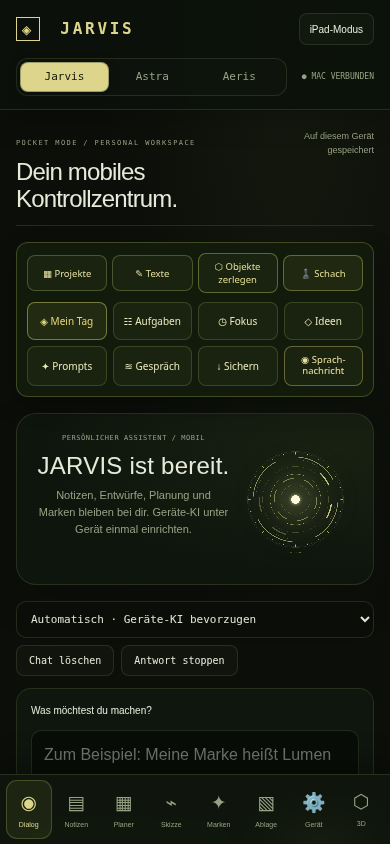 JARVIS
iPad-Modus
Jarvis
Astra
Aeris
● MAC VERBUNDEN
POCKET MODE / PERSONAL WORKSPACE
Auf diesem Gerät
gespeichert
Dein mobiles
Kontrollzentrum.
Projekte
Texte
Objekte
zerlegen
Schach
Mein Tag
Aufgaben
Fokus
Ideen
Prompts
Gespräch
↓ Sichern
Sprach-
nachricht
PERSÖNLICHER ASSISTENT / MOBIL
JARVIS ist bereit.
Notizen, Entwürfe, Planung und
Marken bleiben bei dir. Geräte-KI unter
Gerät einmal einrichten.
Automatisch · Geräte-KI bevorzugen
Chat löschen
Antwort stoppen
Was möchtest du machen?
Zum Beispiel: Meine Marke heißt Lumen
Dialog
Notizen
Planer
Skizze
Marken
Ablage
Gerät
3D